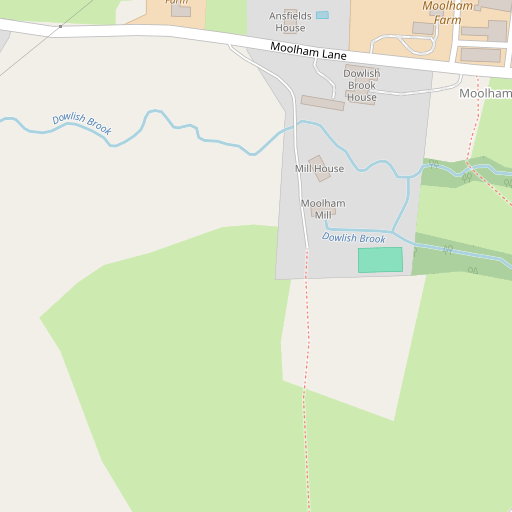 Farm
Ansfields
House
Moolham
Farm
Moolham Lane
Dowlish
Brook
House
Moolham
Dowlish Brook
Mill House
Moolham
Mill
Dowlish Brook